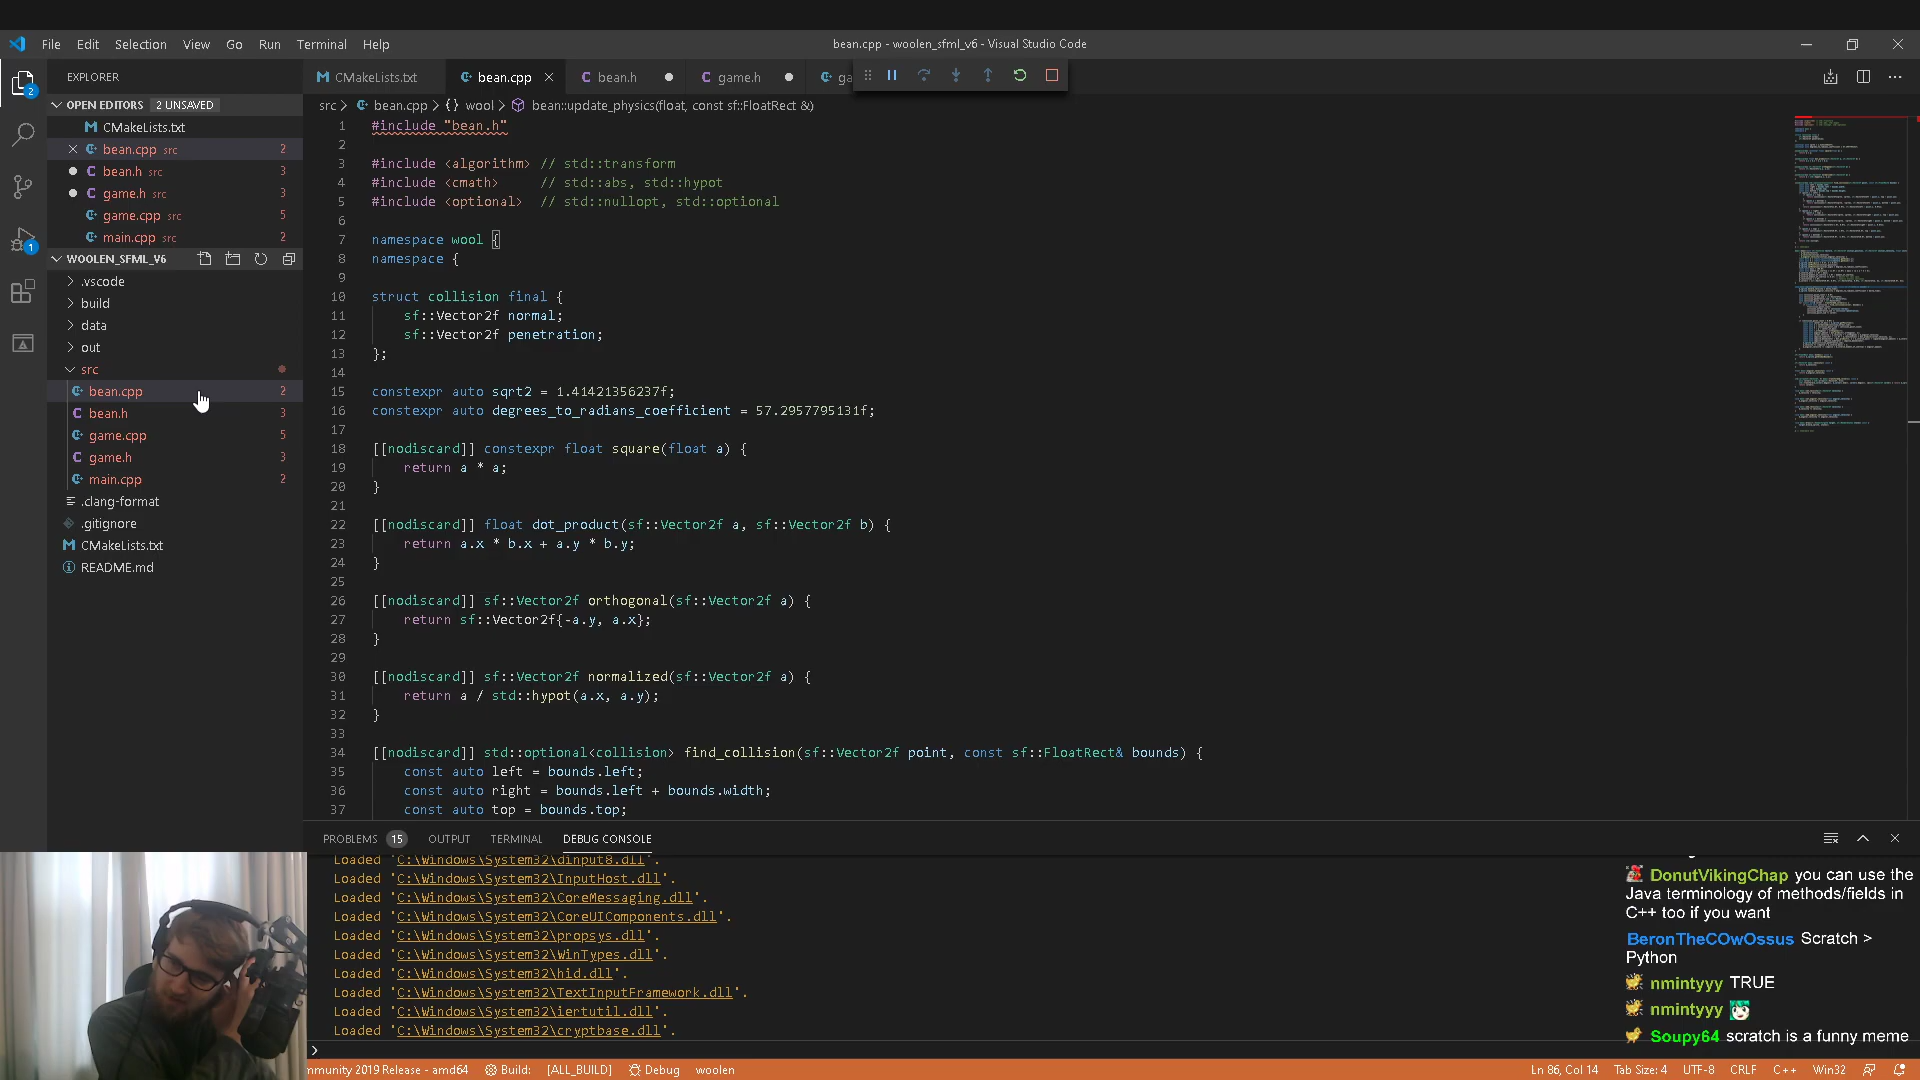 File Edit Selection View Go Run Terminal Help
bean.cpp - woolen_sfml_v6 - Visual Studio Code
EXPLORER
CMakeLists.txt bean.cpp bean.h game.h ga
OPEN EDITORS 2 UNSAVED
CMakeLists.txt
bean.cpp src 2
bean.h src 3
game.h src 3
game.cpp src 5
main.cpp src 2
WOOLEN_SFML_V6
.vscode
build
data
out
src
bean.cpp 2
bean.h 3
game.cpp 5
game.h 3
main.cpp 2
.clang-format
.gitignore
CMakeLists.txt
README.md
2
1
src > bean.cpp > {} wool > bean::update_physics(float, const sf::FloatRect &)
1 #include "bean.h"
2
3 #include <algorithm> // std::transform
4 #include <cmath> // std::abs, std::hypot
5 #include <optional> // std::nullopt, std::optional
6
7 namespace wool {
8 namespace {
9
10 struct collision final {
11 sf::Vector2f normal;
12 sf::Vector2f penetration;
13 };
14
15 constexpr auto sqrt2 = 1.41421356237f;
16 constexpr auto degrees_to_radians_coefficient = 57.2957795131f;
17
18 [[nodiscard]] constexpr float square(float a) {
19 return a * a;
20 }
21
22 [[nodiscard]] float dot_product(sf::Vector2f a, sf::Vector2f b) {
23 return a.x * b.x + a.y * b.y;
24 }
25
26 [[nodiscard]] sf::Vector2f orthogonal(sf::Vector2f a) {
27 return sf::Vector2f{-a.y, a.x};
28 }
29
30 [[nodiscard]] sf::Vector2f normalized(sf::Vector2f a) {
31 return a / std::hypot(a.x, a.y);
32 }
33
34 [[nodiscard]] std::optional<collision> find_collision(sf::Vector2f point, const sf::FloatRect& bounds) {
35 const auto left = bounds.left;
36 const auto right = bounds.left + bounds.width;
37 const auto top = bounds.top;
PROBLEMS 15 OUTPUT TERMINAL DEBUG CONSOLE
Loaded 'C:\Windows\System32\dinput8.dll'.
Loaded 'C:\Windows\System32\InputHost.dll'.
Loaded 'C:\Windows\System32\CoreMessaging.dll'.
Loaded 'C:\Windows\System32\CoreUIComponents.dll'.
Loaded 'C:\Windows\System32\propsys.dll'.
Loaded 'C:\Windows\System32\WinTypes.dll'.
Loaded 'C:\Windows\System32\hid.dll'.
Loaded 'C:\Windows\System32\TextInputFramework.dll'.
Loaded 'C:\Windows\System32\iertutil.dll'.
Loaded 'C:\Windows\System32\cryptbase.dll'.
>
DonutVikingChap you can use the
Java terminology of methods/fields in
C++ too if you want
BeronTheCOwOssus Scratch >
Python
nmintyyy TRUE
nmintyyy
Soupy64 scratch is a funny meme
mmunity 2019 Release - amd64 Build: [ALL_BUILD] Debug woolen
Ln 86, Col 14 Tab Size: 4 UTF-8 CRLF C++ Win32